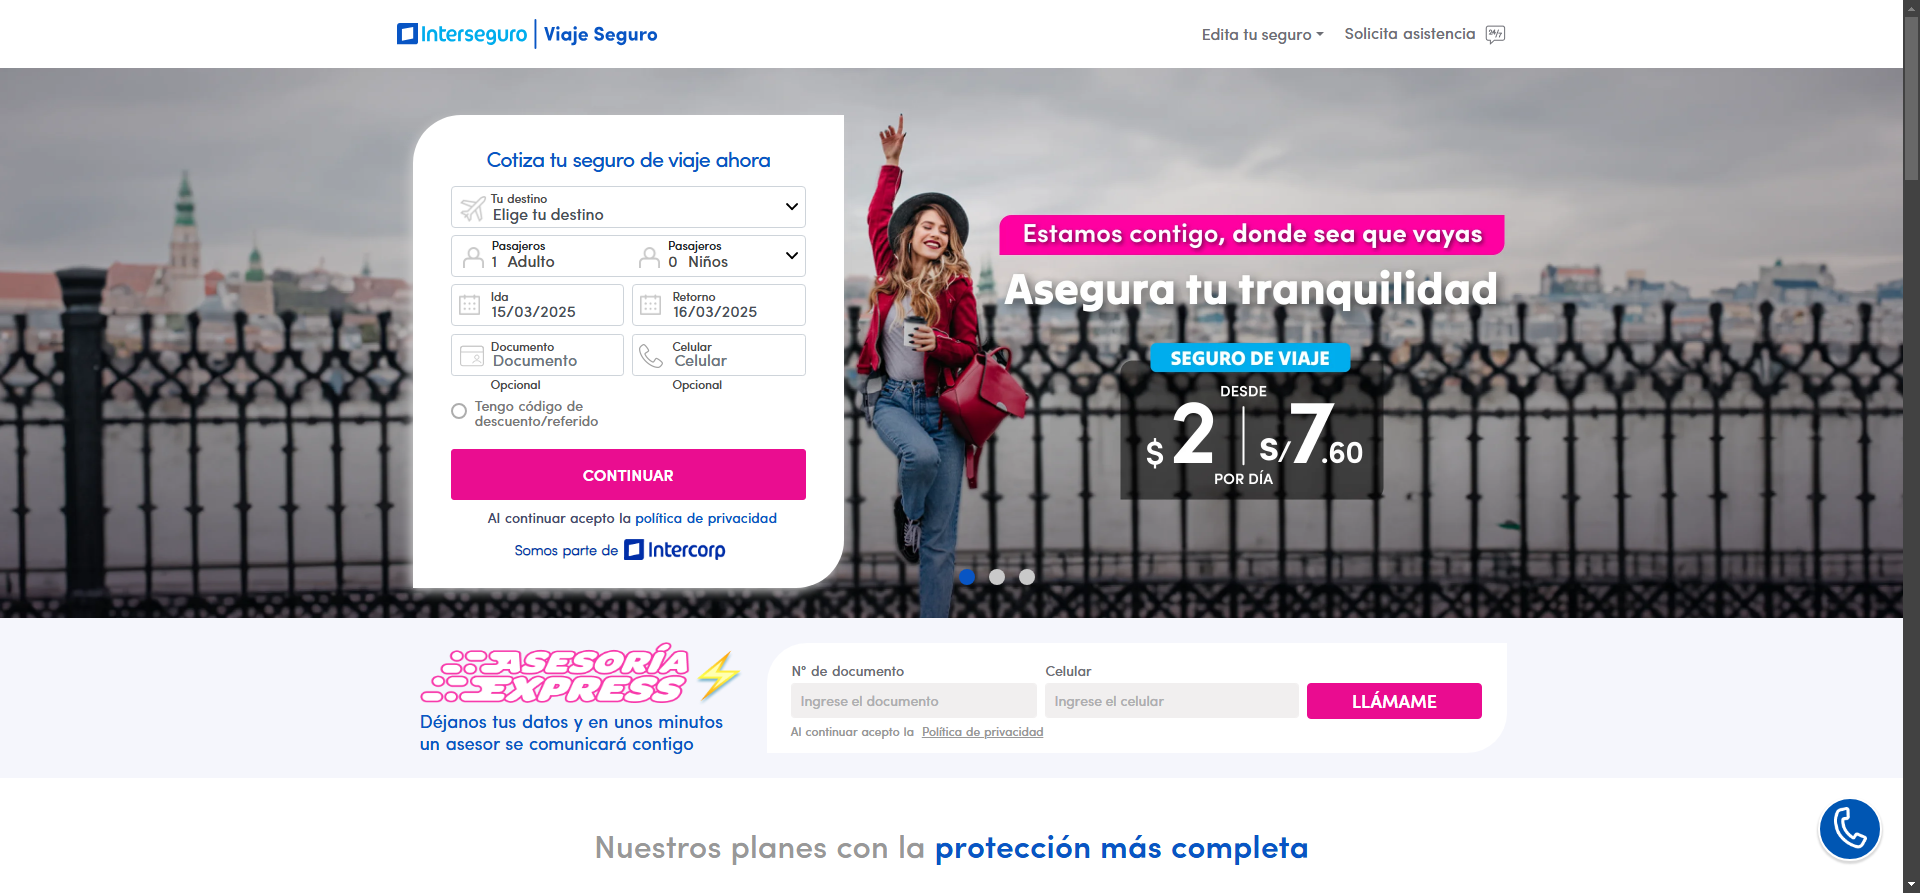 Interseguro | Viaje Seguro
Edita tu seguro
Solicita asistencia
24/7
Cotiza tu seguro de viaje ahora
Tu destino
Elige tu destino
Pasajeros
1 Adulto
Pasajeros
0 Niños
Ida
15/03/2025
Retorno
16/03/2025
Documento
Documento
Opcional
Celular
Celular
Opcional
Tengo código de
descuento/referido
CONTINUAR
Al continuar acepto la política de privacidad
Somos parte de Intercorp
Estamos contigo, donde sea que vayas
Asegura tu tranquilidad
SEGURO DE VIAJE
DESDE
$ 2 | S/7.60
POR DÍA
ASESORÍA
EXPRESS
Déjanos tus datos y en unos minutos
un asesor se comunicará contigo
N° de documento
Ingrese el documento
Celular
Ingrese el celular
LLÁMAME
Al continuar acepto la Política de privacidad
Nuestros planes con la protección más completa